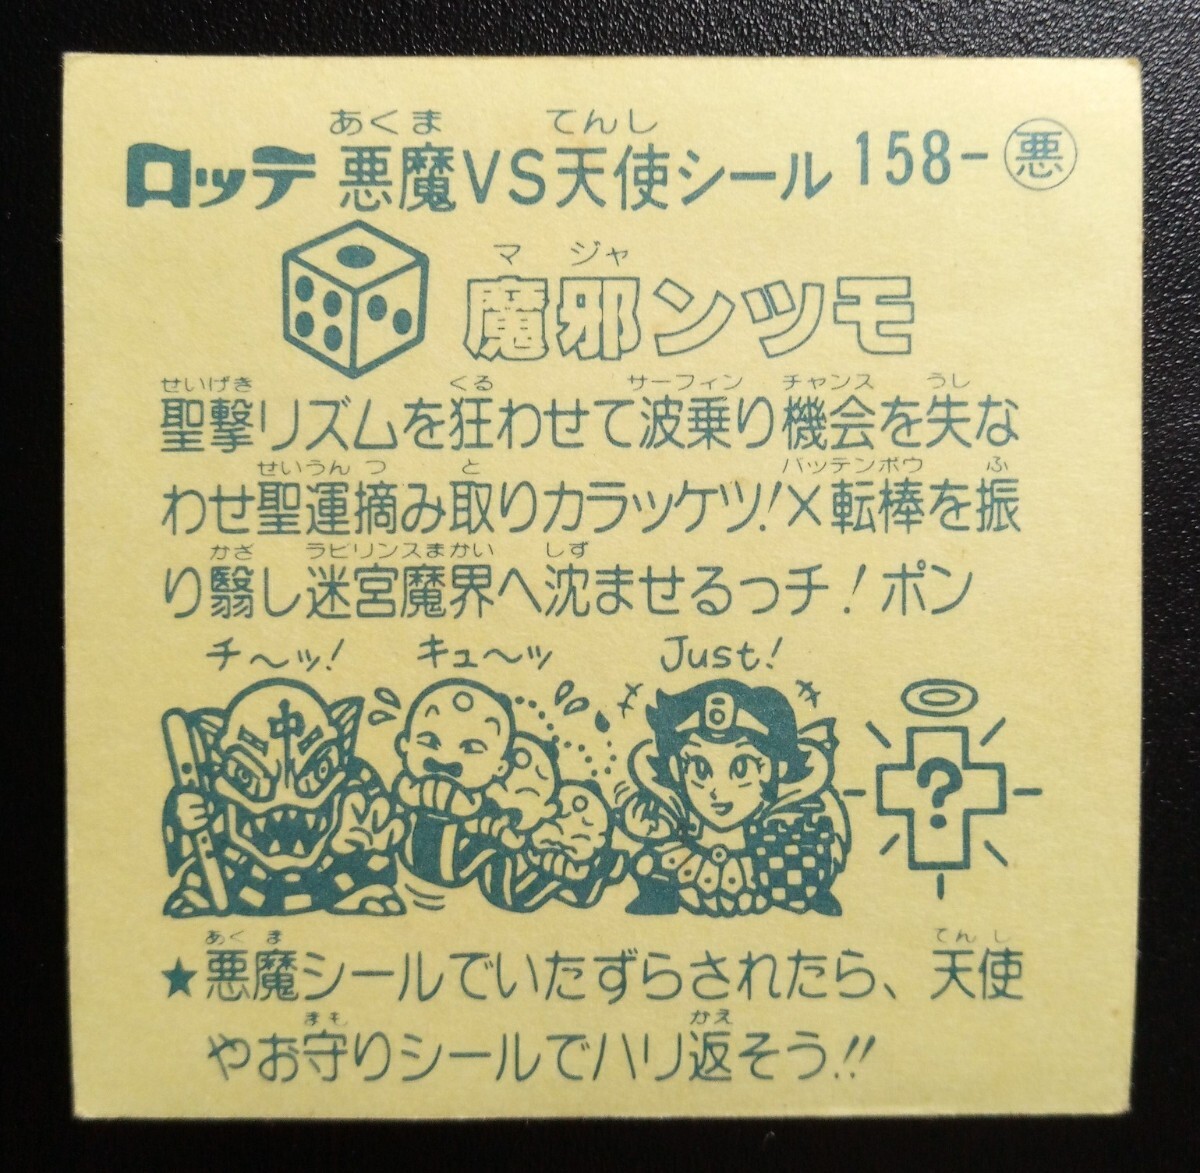 あくま てんし
ロッテ 悪魔VS天使シール 158-悪
マジャ
魔邪ンツモ
せいげき くる サーフィン チャンス うし
聖撃リズムを狂わせて波乗り機会を失な
せいうん つ と バッテンボウ ふ
わせ聖運摘み取りカラッケツ!×転棒を振
かざ ラビリンスまかい しず
り翳し迷宮魔界へ沈ませるっチ!ポン
チ〜ッ! キュ〜ッ Just!
中
?
あくま てんし
★悪魔シールでいたずらされたら、天使
まも かえ
やお守りシールでハリ返そう!!